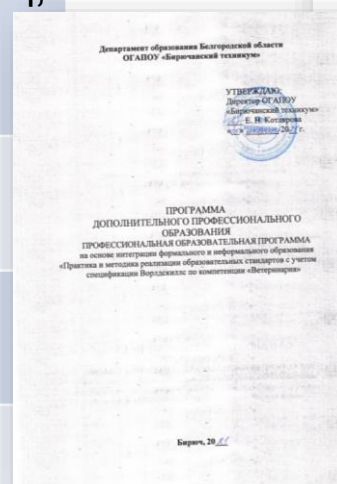 Департамент образования Белгородской области
ОГАПОУ «Бирючанский техникум»
УТВЕРЖДАЮ:
Директор ОГАПОУ
«Бирючанский техникум»
Е. Н. Котлярова
20 г.
ПРОГРАММА
ДОПОЛНИТЕЛЬНОГО ПРОФЕССИОНАЛЬНОГО
ОБРАЗОВАНИЯ
ПРОФЕССИОНАЛЬНАЯ ОБРАЗОВАТЕЛЬНАЯ ПРОГРАММА
на основе интеграции формального и неформального образования
«Практика и методика реализации образовательных стандартов с учетом
спецификации Ворлдскиллс по компетенции «Ветеринария»
Бирюч, 20